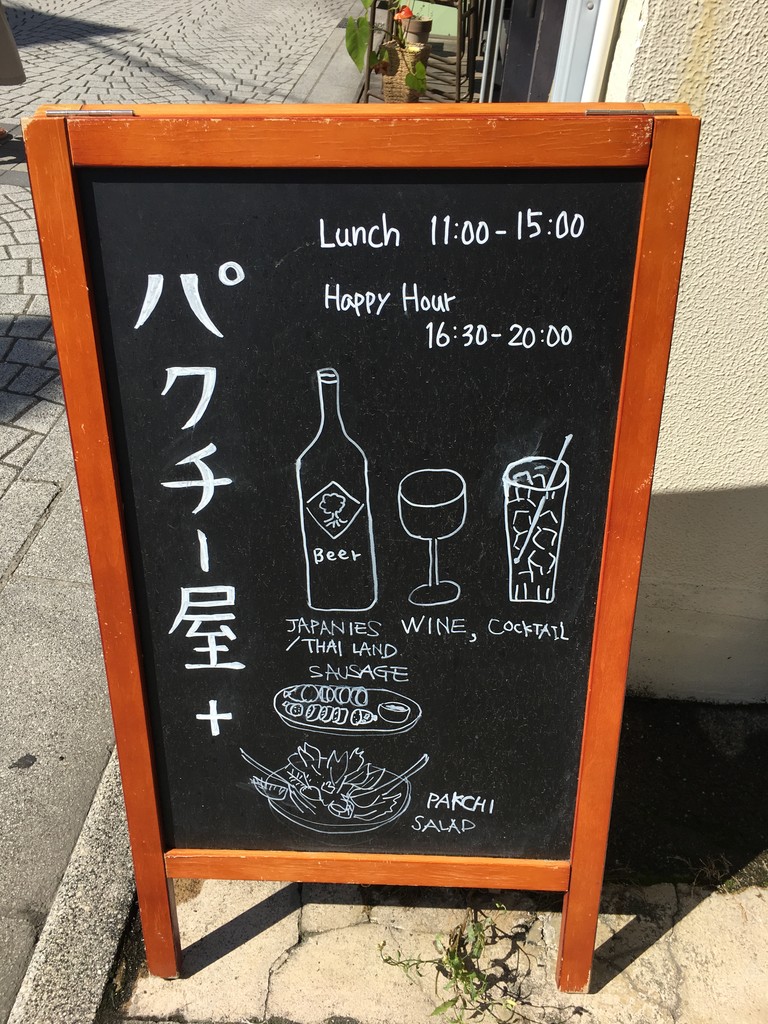 パクチー屋+
Lunch 11:00-15:00
Happy Hour
16:30-20:00
Beer
JAPANIES
/THAI LAND
WINE, COCKTAIL
SAUSAGE
PAKCHI
SALAD